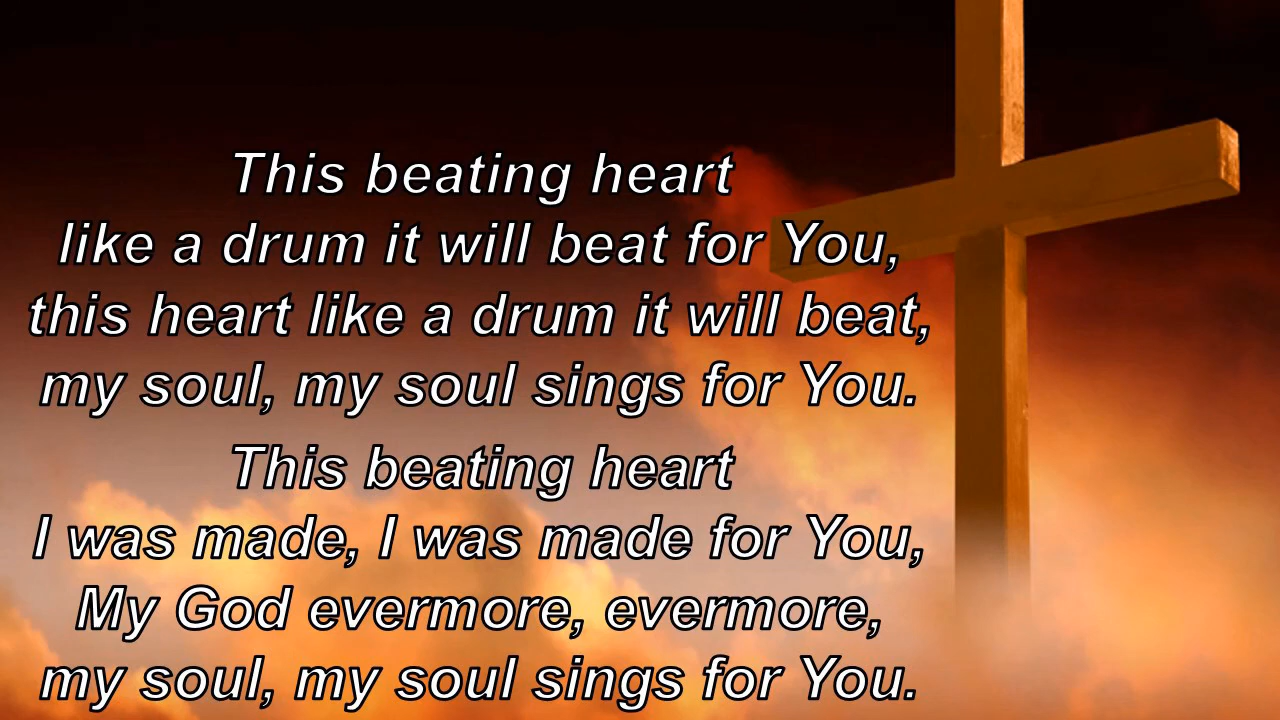 This beating heart
like a drum it will beat for You,
this heart like a drum it will beat,
my soul, my soul sings for You.
This beating heart
I was made, I was made for You,
My God evermore, evermore,
my soul, my soul sings for You.